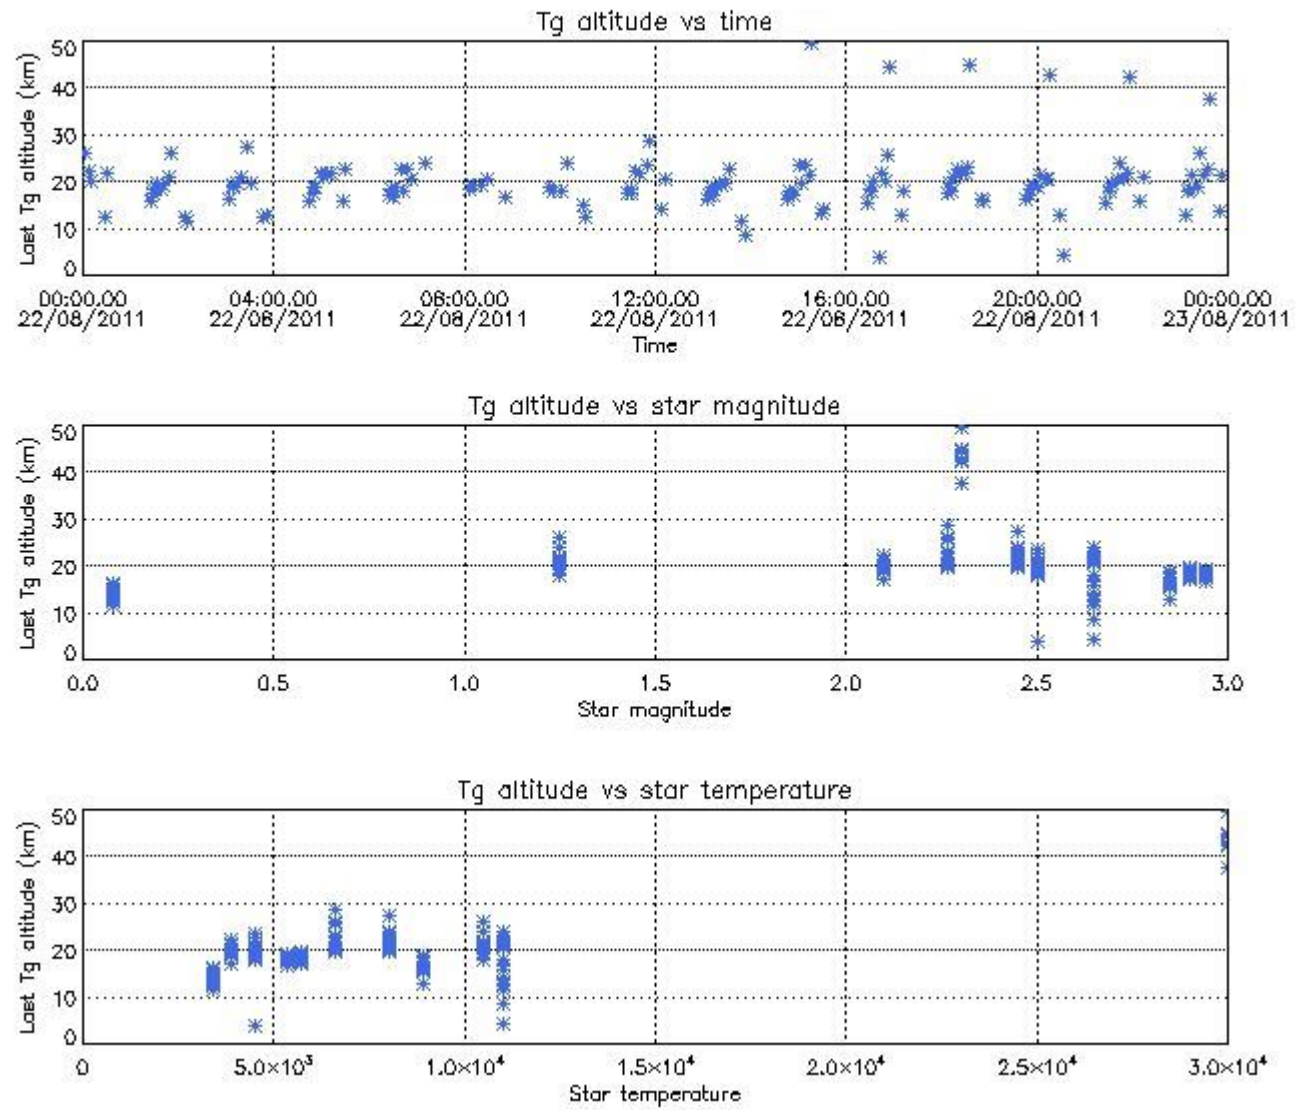 Tg altitude vs time
Last Tg altitude (km)
50
40
30
20
10
0
00:00.00 04:00.00 08:00.00 12:00.00 16:00.00 20:00.00 00:00.00
22/08/2011 22/08/2011 22/08/2011 22/08/2011 22/08/2011 22/08/2011 23/08/2011
Time
Tg altitude vs star magnitude
Last Tg altitude (km)
50
40
30
20
10
0
0.0 0.5 1.0 1.5 2.0 2.5 3.0
Star magnitude
Tg altitude vs star temperature
Last Tg altitude (km)
50
40
30
20
10
0
0 5.0×10³ 1.0×10⁴ 1.5×10⁴ 2.0×10⁴ 2.5×10⁴ 3.0×10⁴
Star temperature